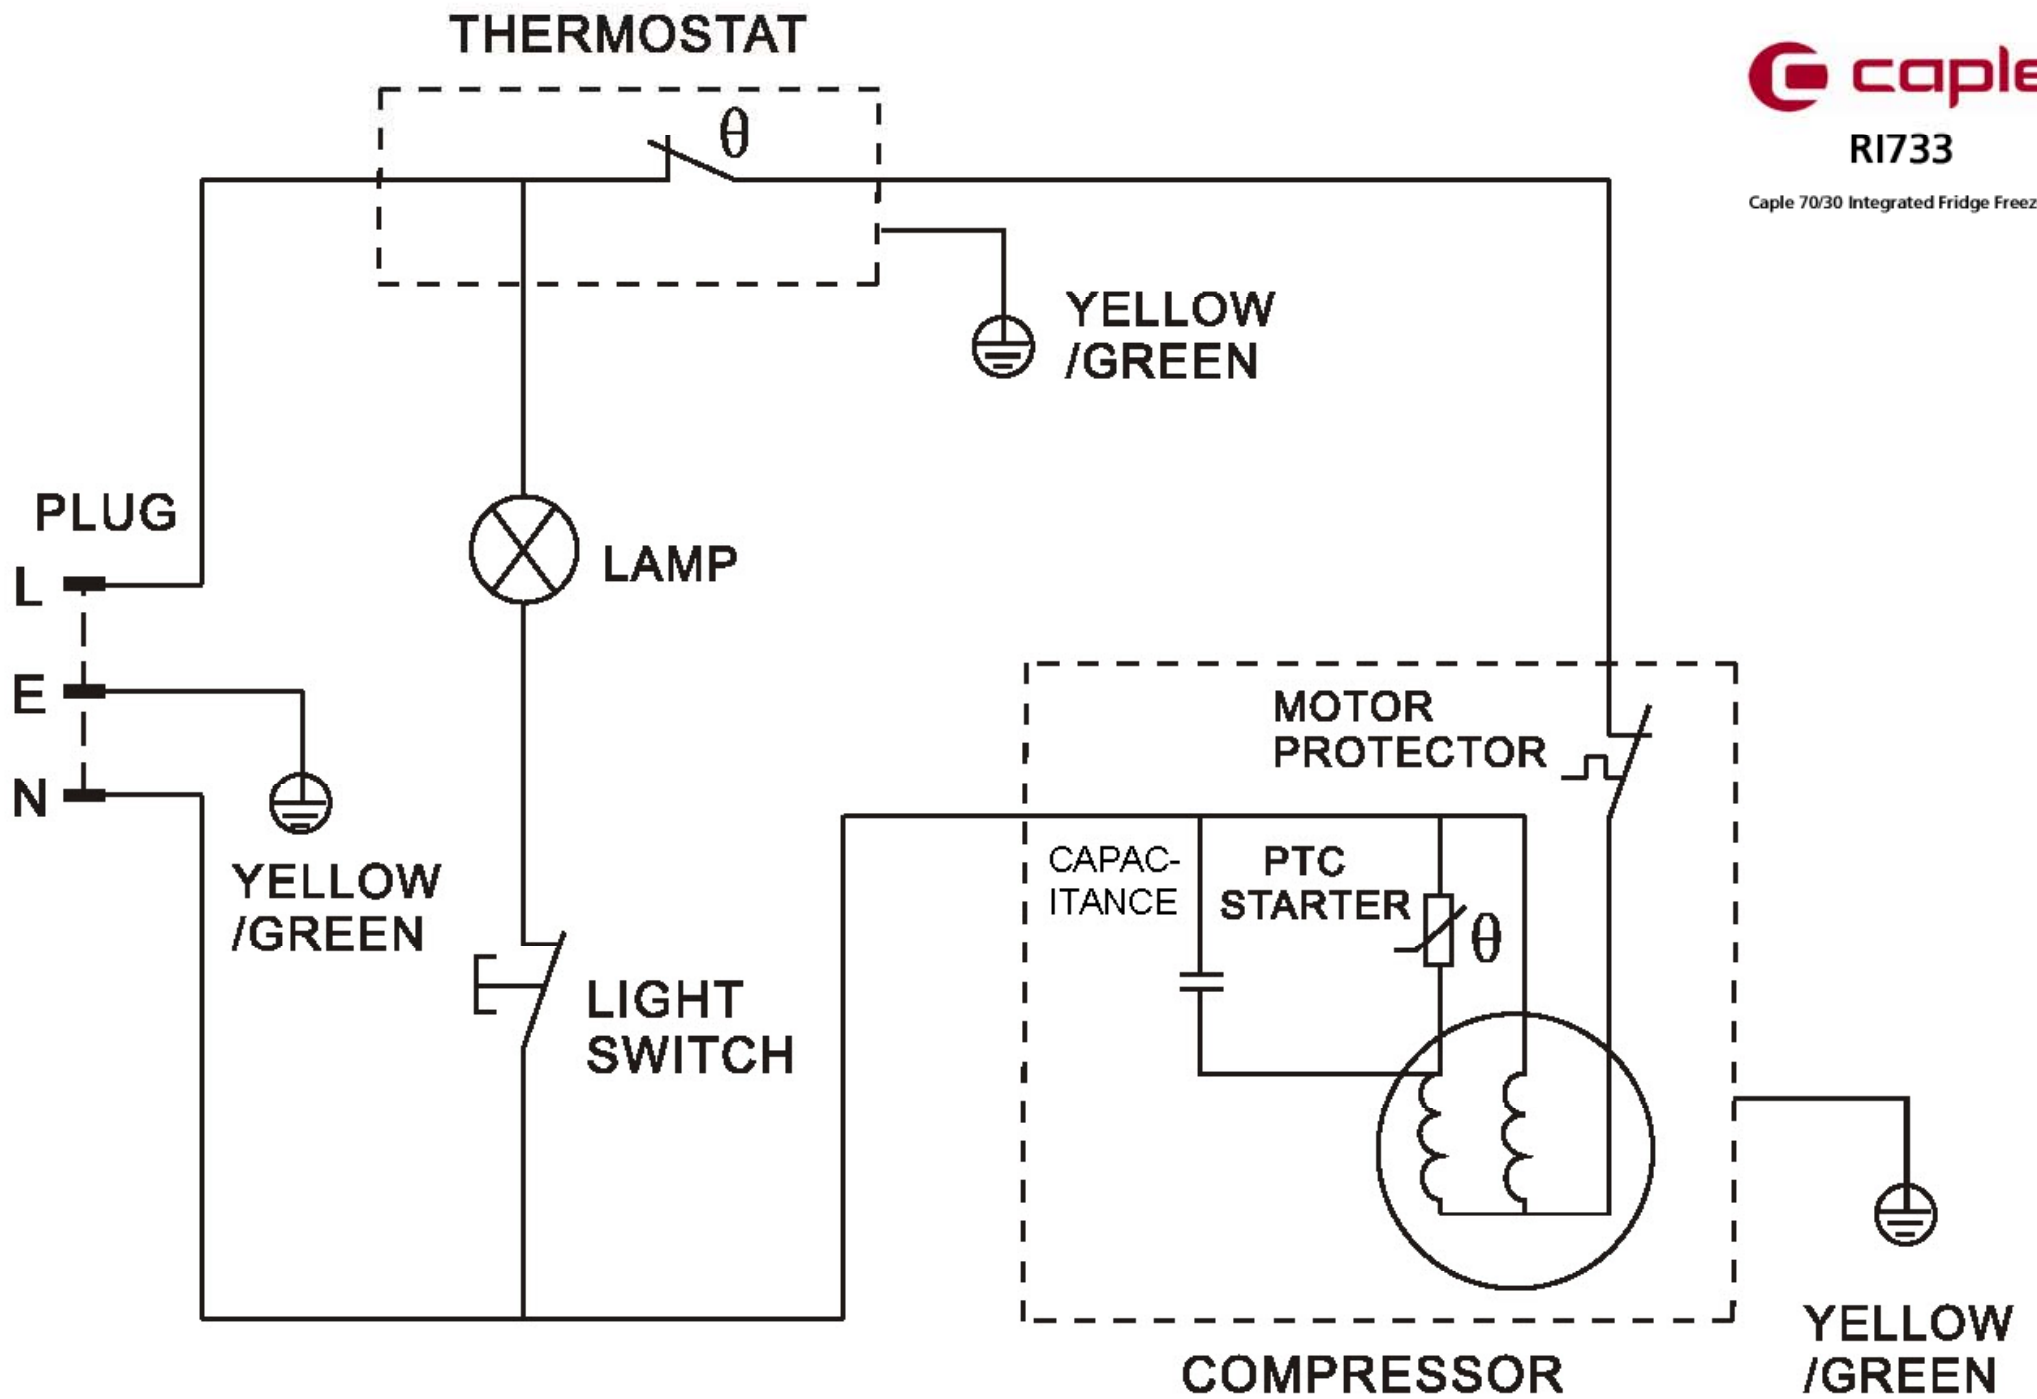 THERMOSTAT
θ
caple
RI733
Caple 70/30 Integrated Fridge Freez
YELLOW
/GREEN
PLUG
L
E
N
LAMP
YELLOW
/GREEN
LIGHT
SWITCH
MOTOR
PROTECTOR
CAPAC-
ITANCE
PTC
STARTER
θ
COMPRESSOR
YELLOW
/GREEN